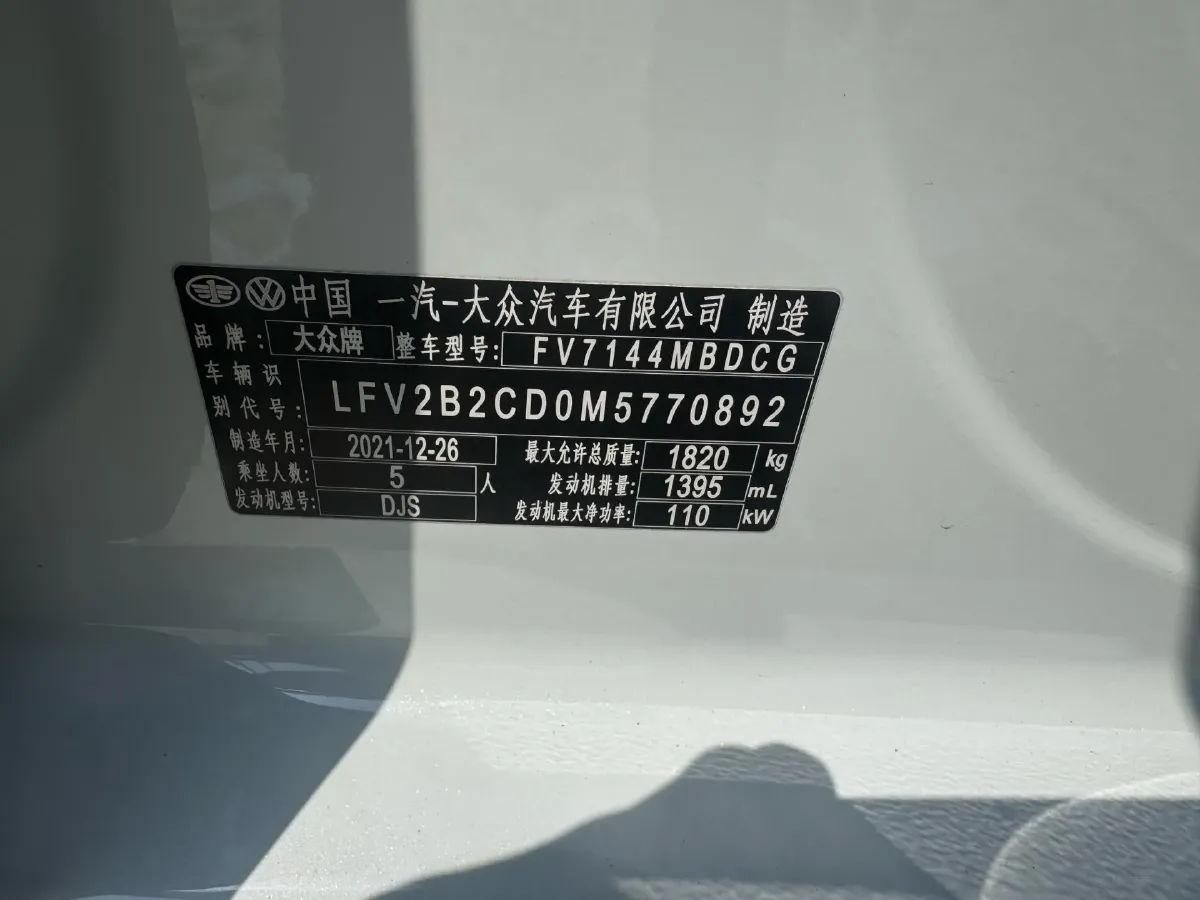 中国 一汽-大众汽车有限公司 制造
品牌: 大众牌 整车型号: FV7144MBDCG
车辆识别代号: LFV2B2CD0M5770892
制造年月: 2021-12-26 最大允许总质量: 1820 kg
乘坐人数: 5 人 发动机排量: 1395 mL
发动机型号: DJS 发动机最大净功率: 110 kW